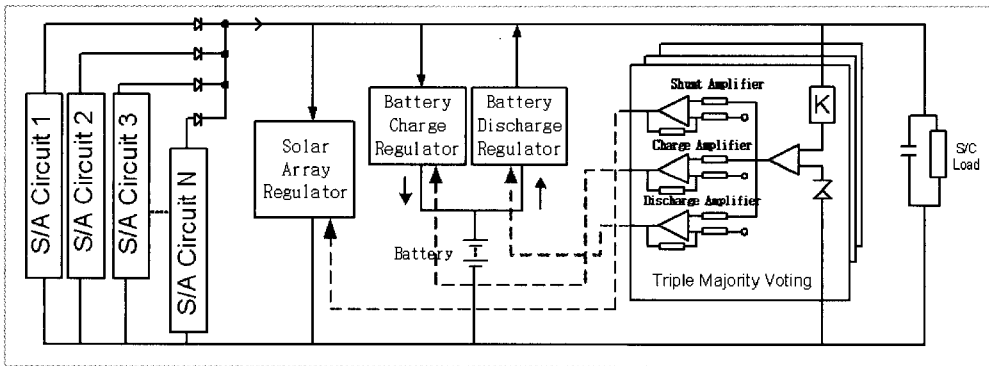 S/A Circuit 1
S/A Circuit 2
S/A Circuit 3
S/A Circuit N
Solar
Array
Regulator
Battery
Charge
Regulator
Battery
Discharge
Regulator
Battery
Shunt Amplifier
Charge Amplifier
Discharge Amplifier
K
Triple Majority Voting
S/C
Load